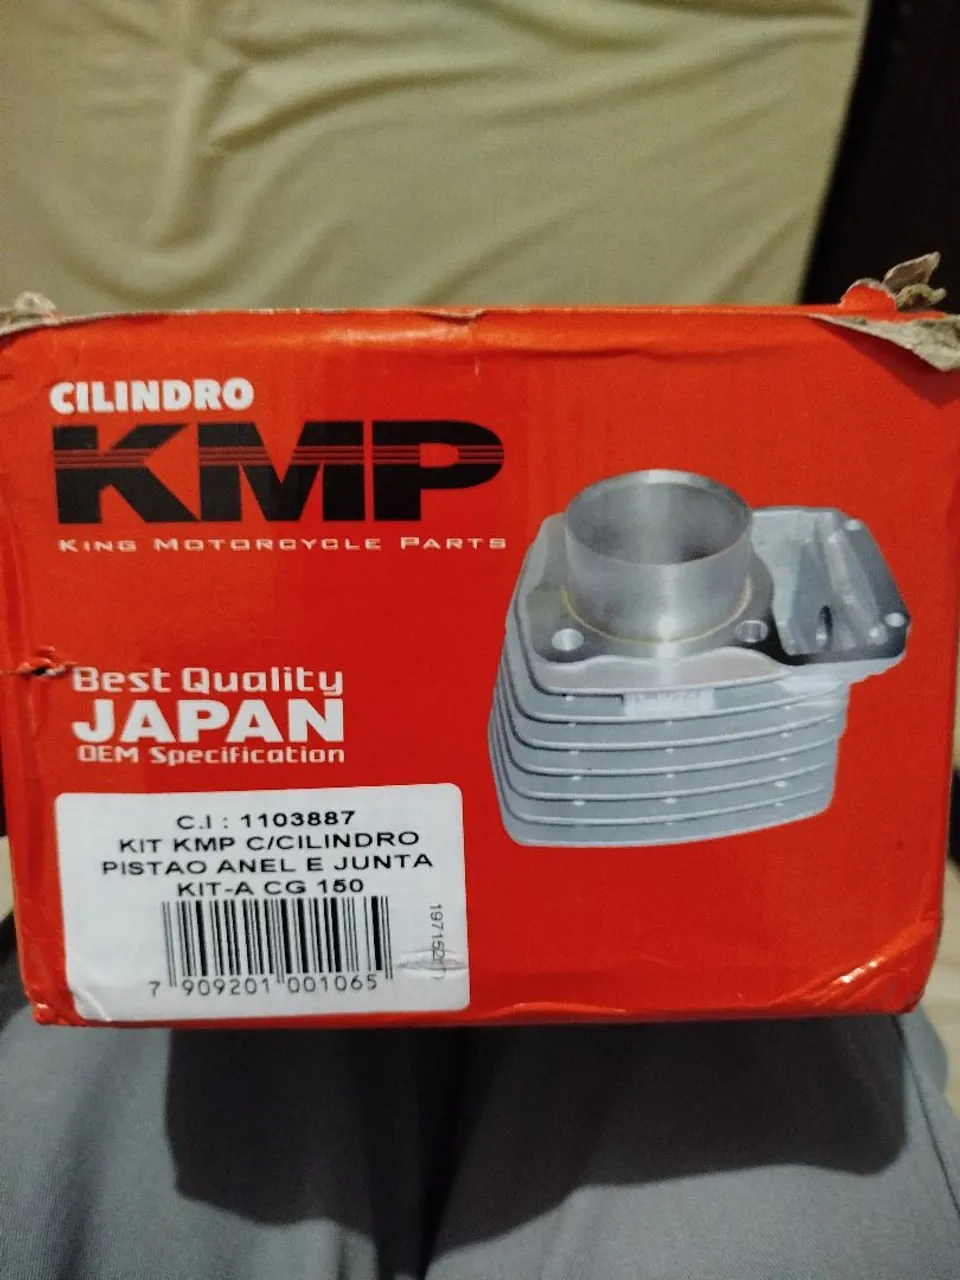 CILINDRO
KMP
KING MOTORCYCLE PARTS
Best Quality
JAPAN
OEM Specification
C.I : 1103887
KIT KMP C/CILINDRO
PISTAO ANEL E JUNTA
KIT-A CG 150
7 909201 001065